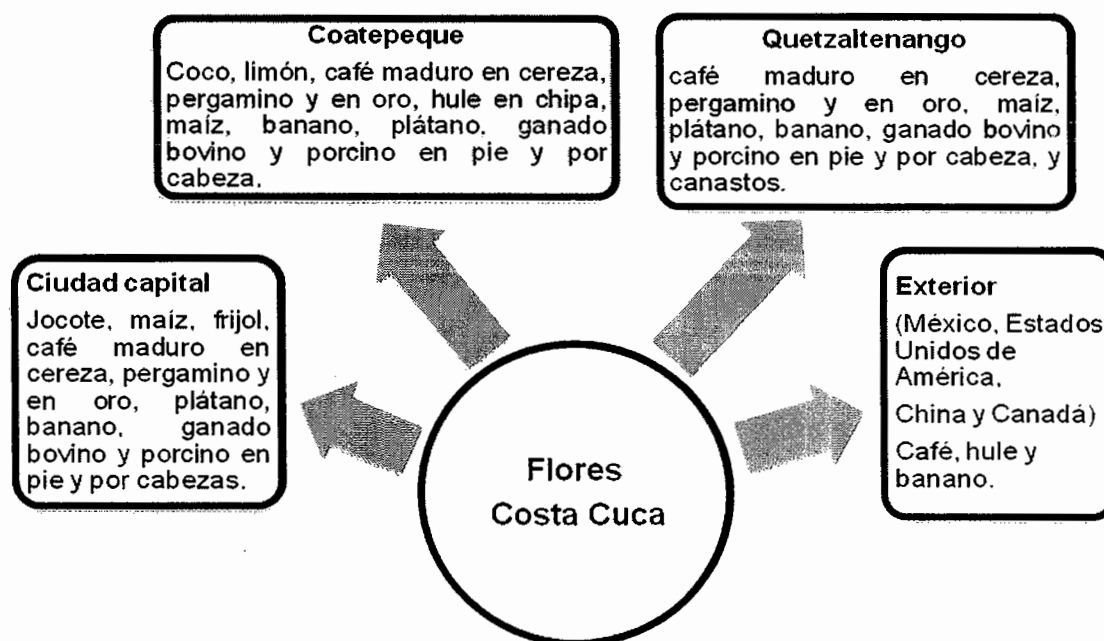 Coatepeque
Coco, limón, café maduro en cereza,
pergamino y en oro, hule en chipa,
maíz, banano, plátano, ganado
bovino y porcino en pie y por
cabeza.
Quetzaltenango
café maduro en cereza,
pergamino y en oro, maíz,
plátano, banano, ganado bovino
y porcino en pie y por cabeza, y
canastos.
Ciudad capital
Jocote, maíz, frijol,
café maduro en
cereza, pergamino y
en oro, plátano,
banano, ganado
bovino y porcino en
pie y por cabezas.
Exterior
(México, Estados
Unidos de
América,
China y Canadá)
Café, hule y
banano.
Flores
Costa Cuca